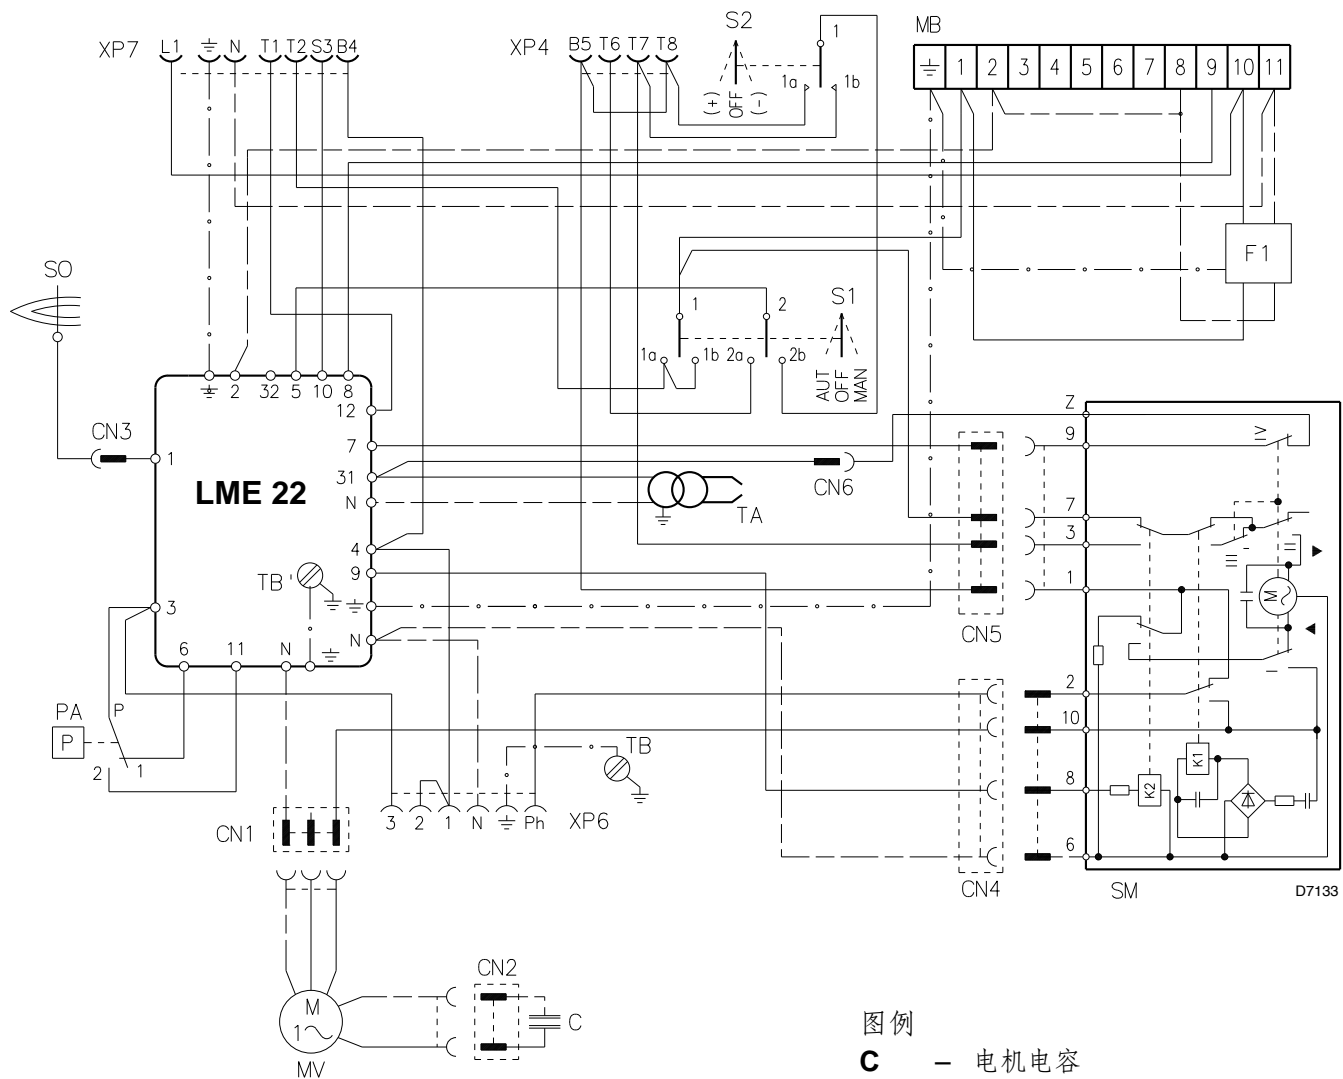 XP7 L1 N T1 T2 S3 B4
XP4 B5 T6 T7 T8
S2
(+) OFF (-)
1
1a 1b
MB
1 2 3 4 5 6 7 8 9 10 11
F1
SO
S1
AUT OFF MAN
1 2
1a 1b 2a 2b
2 32 5 10 8
12
CN3
1
7
31
N
LME 22
4
9
TB
3
N
6 11 N
TA
CN6
CN5
Z
9
7
3
1
IV
III
II
M
I
2
10
8
6
K1
K2
CN4
SM
D7133
PA
P
P
2 1
3 2 1 N Ph XP6
TB
CN1
M
1
MV
CN2
C
图例
C – 电机电容